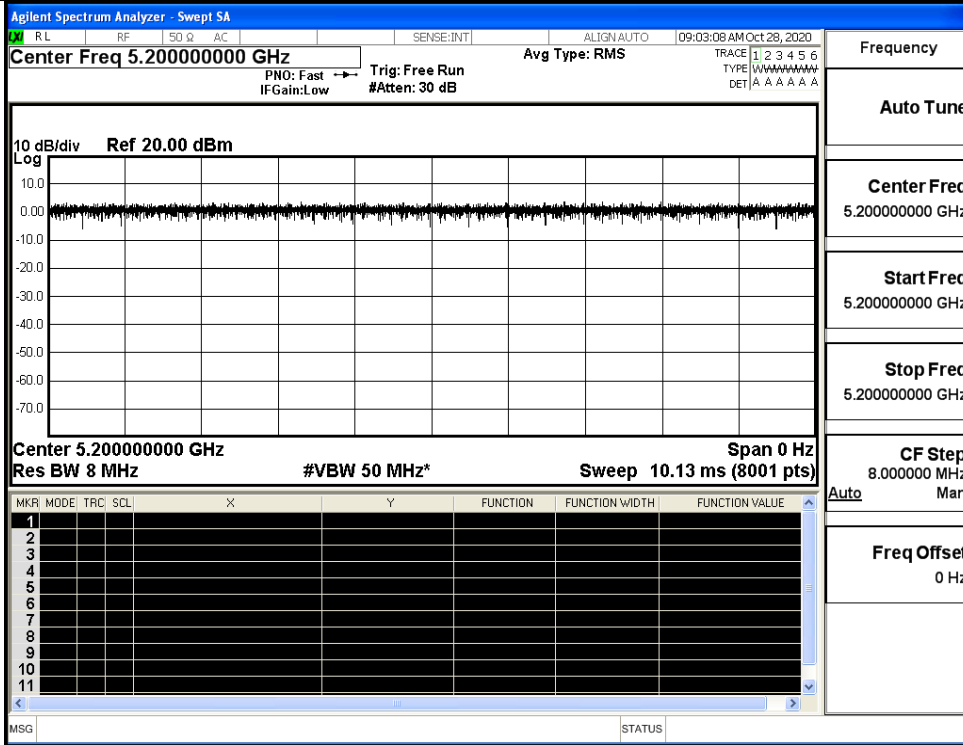 Agilent Spectrum Analyzer - Swept SA
LXI RL RF 50 Ω AC SENSE:INT ALIGN AUTO 09:03:08 AM Oct 28, 2020
Center Freq 5.200000000 GHz
PNO: Fast
IFGain:Low
Trig: Free Run
#Atten: 30 dB
Avg Type: RMS
TRACE 1 2 3 4 5 6
TYPE WWWWWW
DET A A A A A A
10 dB/div Ref 20.00 dBm
Log
10.0
0.00
-10.0
-20.0
-30.0
-40.0
-50.0
-60.0
-70.0
Center 5.200000000 GHz Span 0 Hz
Res BW 8 MHz #VBW 50 MHz* Sweep 10.13 ms (8001 pts)
MKR MODE TRC SCL X Y FUNCTION FUNCTION WIDTH FUNCTION VALUE
1
2
3
4
5
6
7
8
9
10
11
MSG STATUS
Frequency
Auto Tune
Center Freq
5.200000000 GHz
Start Freq
5.200000000 GHz
Stop Freq
5.200000000 GHz
CF Step
8.000000 MHz
Auto Man
Freq Offset
0 Hz